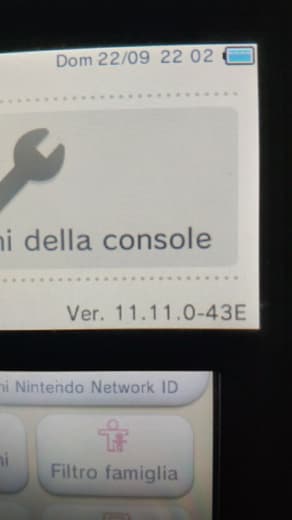 Dom 22/09 22 02
ni della console
Ver. 11.11.0-43E
ni Nintendo Network ID
ni
Filtro famiglia